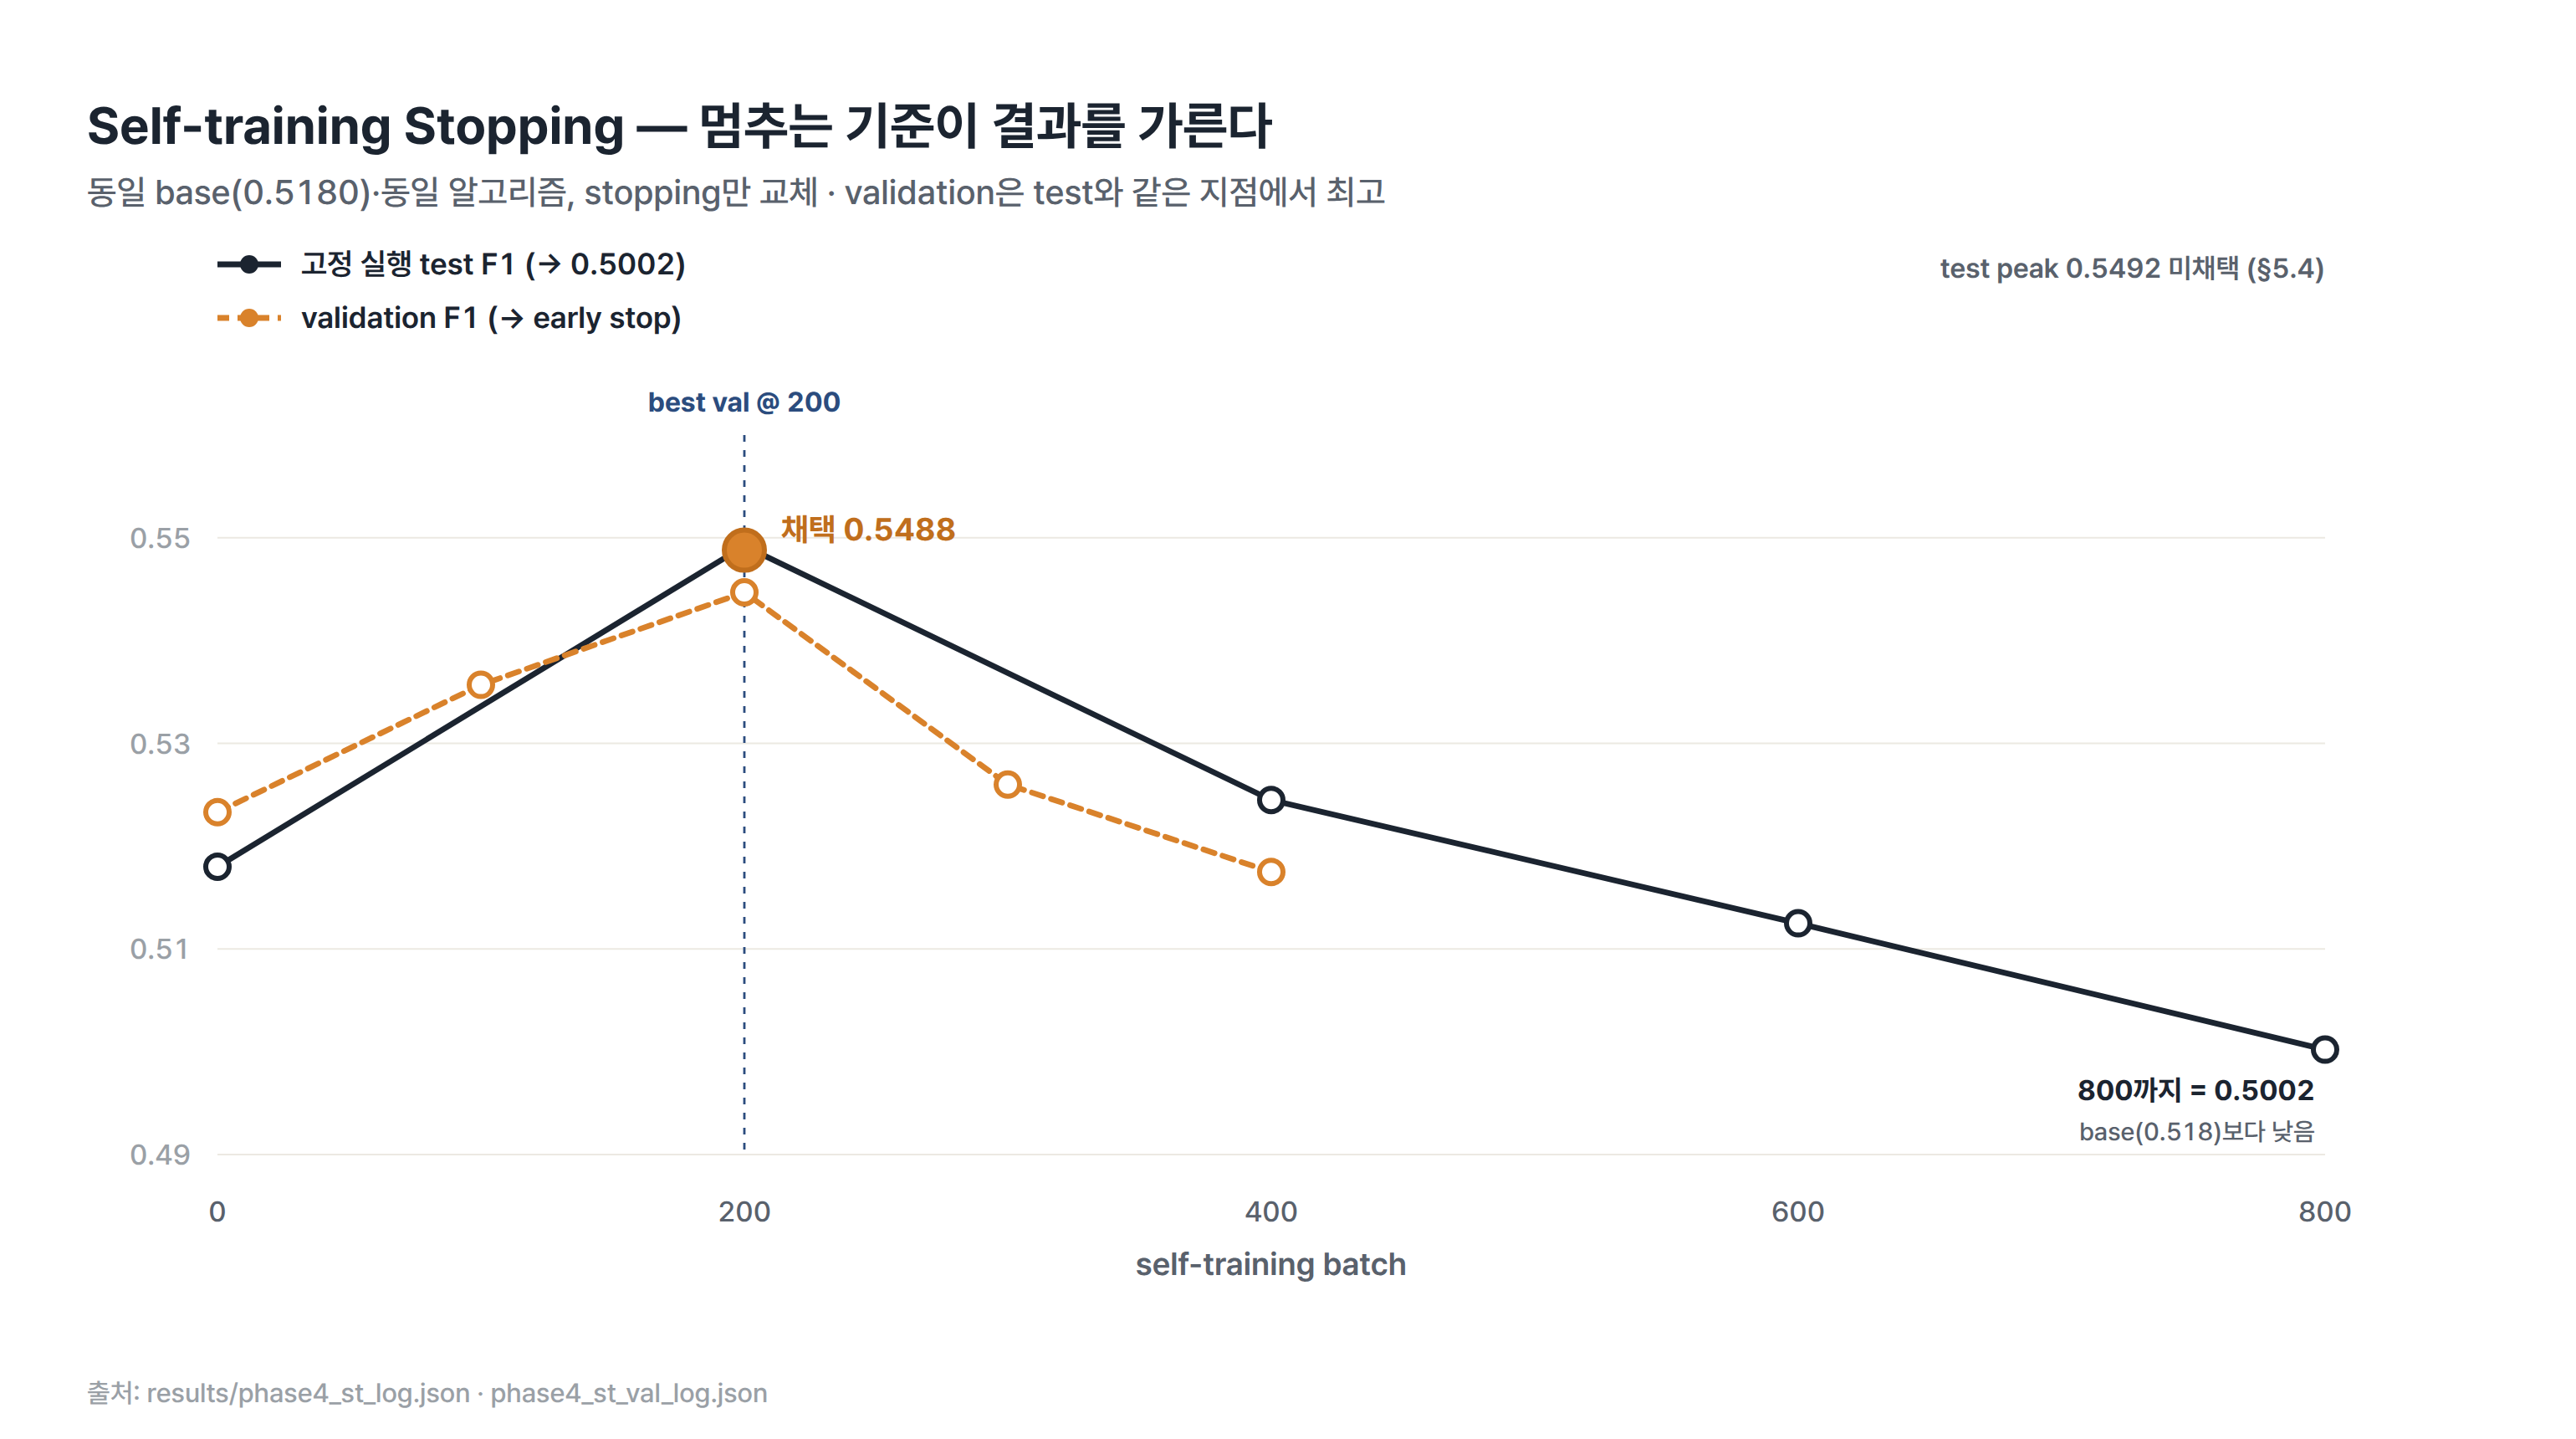 Self-training Stopping — 멈추는 기준이 결과를 가른다
동일 base(0.5180)·동일 알고리즘, stopping만 교체 · validation은 test와 같은 지점에서 최고
고정 실행 test F1 (→ 0.5002)
test peak 0.5492 미채택 (§5.4)
validation F1 (→ early stop)
best val @ 200
채택 0.5488
0.55
0.53
0.51
0.49
800까지 = 0.5002
base(0.518)보다 낮음
0 200 400 600 800
self-training batch
출처: results/phase4_st_log.json · phase4_st_val_log.json